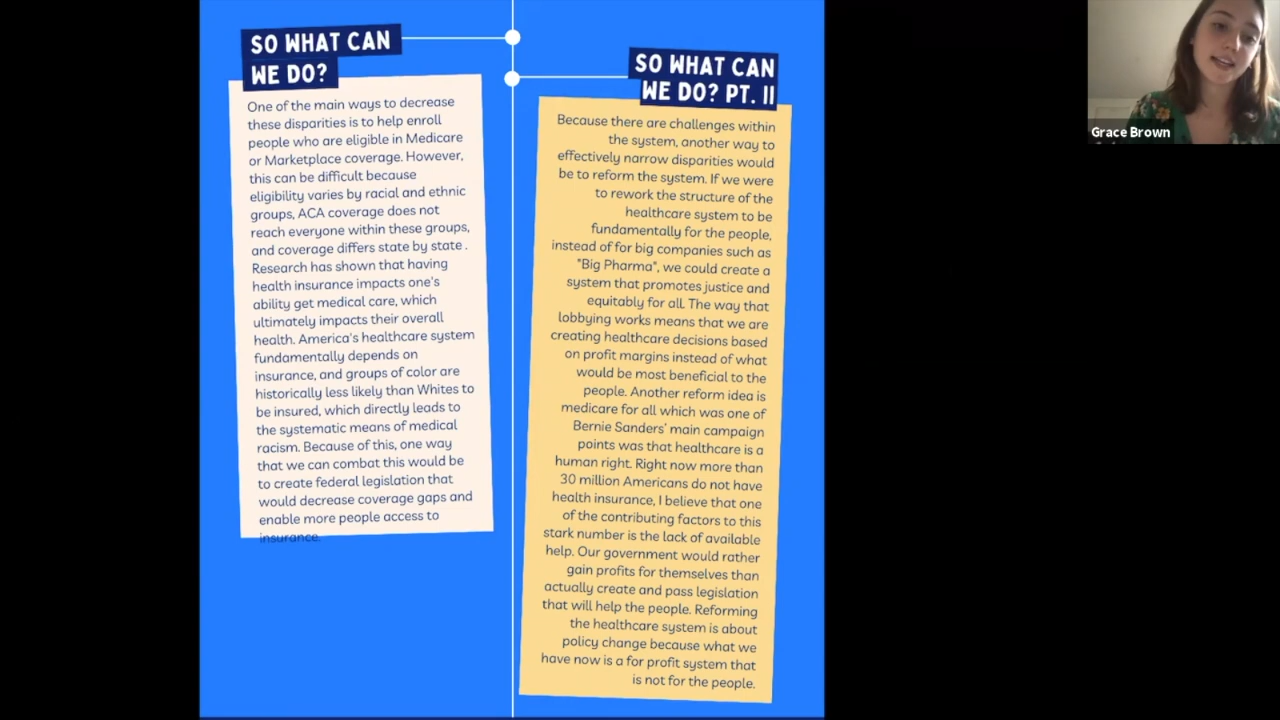 SO WHAT CAN
WE DO?
One of the main ways to decrease
these disparities is to help enroll
people who are eligible in Medicare
or Marketplace coverage. However,
this can be difficult because
eligibility varies by racial and ethnic
groups, ACA coverage does not
reach everyone within these groups,
and coverage differs state by state .
Research has shown that having
health insurance impacts one's
ability get medical care, which
ultimately impacts their overall
health. America's healthcare system
fundamentally depends on
insurance, and groups of color are
historically less likely than Whites to
be insured, which directly leads to
the systematic means of medical
racism. Because of this, one way
that we can combat this would be
to create federal legislation that
would decrease coverage gaps and
enable more people access to
insurance.
SO WHAT CAN
WE DO? PT. II
Because there are challenges within
the system, another way to
effectively narrow disparities would
be to reform the system. If we were
to rework the structure of the
healthcare system to be
fundamentally for the people,
instead of for big companies such as
"Big Pharma", we could create a
system that promotes justice and
equitably for all. The way that
lobbying works means that we are
creating healthcare decisions based
on profit margins instead of what
would be most beneficial to the
people. Another reform idea is
medicare for all which was one of
Bernie Sanders' main campaign
points was that healthcare is a
human right. Right now more than
30 million Americans do not have
health insurance, I believe that one
of the contributing factors to this
stark number is the lack of available
help. Our government would rather
gain profits for themselves than
actually create and pass legislation
that will help the people. Reforming
the healthcare system is about
policy change because what we
have now is a for profit system that
is not for the people.
Grace Brown